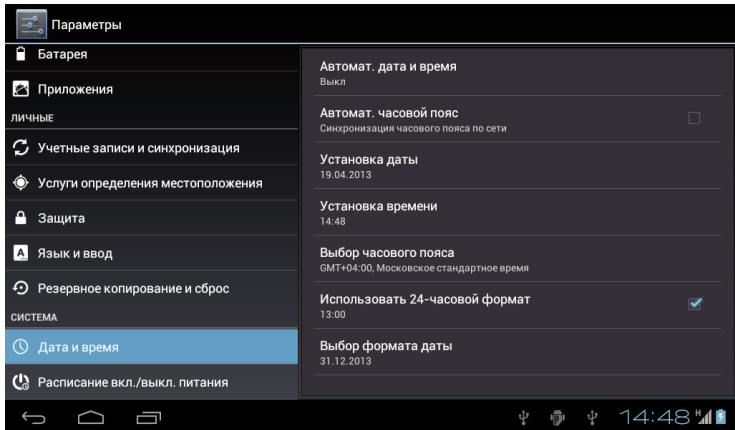 Параметры
Батарея
Приложения
ЛИЧНЫЕ
Учетные записи и синхронизация
Услуги определения местоположения
Защита
Язык и ввод
Резервное копирование и сброс
СИСТЕМА
Дата и время
Расписание вкл./выкл. питания
Автомат. дата и время
Выкл
Автомат. часовой пояс
Синхронизация часового пояса по сети
Установка даты
19.04.2013
Установка времени
14:48
Выбор часового пояса
GMT+04:00, Московское стандартное время
Использовать 24-часовой формат
13:00
Выбор формата даты
31.12.2013
14:48 H